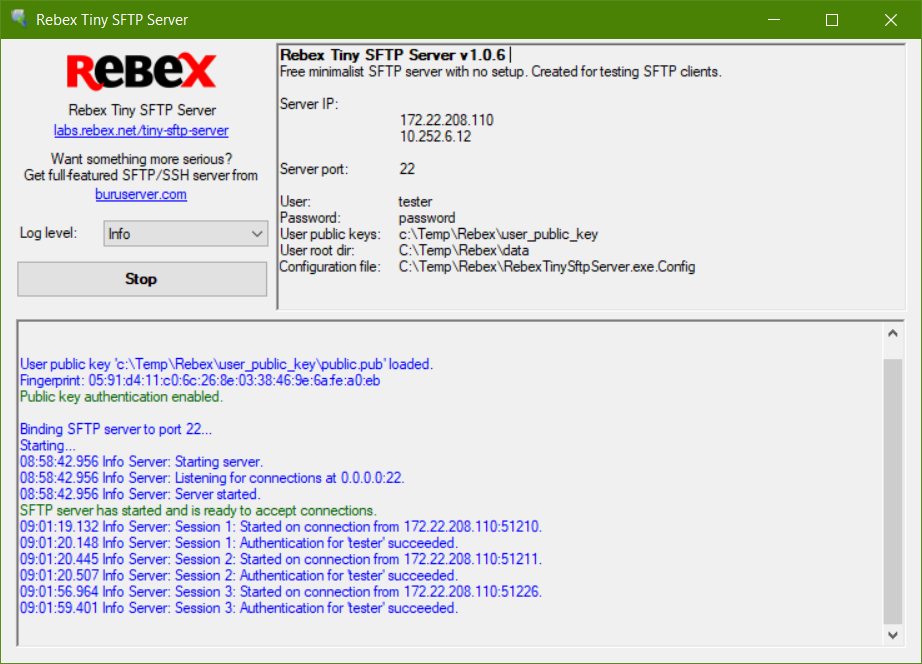 Rebex Tiny SFTP Server
REBEX
Rebex Tiny SFTP Server
labs.rebex.net/tiny-sftp-server
Want something more serious?
Get full-featured SFTP/SSH server from
buruserver.com
Log level: Info
Stop
Rebex Tiny SFTP Server v1.0.6
Free minimalist SFTP server with no setup. Created for testing SFTP clients.
Server IP:
172.22.208.110
10.252.6.12
Server port: 22
User: tester
Password: password
User public keys: c:\Temp\Rebex\user_public_key
User root dir: C:\Temp\Rebex\data
Configuration file: C:\Temp\Rebex\RebexTinySftpServer.exe.Config
User public key 'c:\Temp\Rebex\user_public_key\public.pub' loaded.
Fingerprint: 05:91:d4:11:c0:6c:26:8e:03:38:46:9e:6a:fe:a0:eb
Public key authentication enabled.
Binding SFTP server to port 22...
Starting...
08:58:42.956 Info Server: Starting server.
08:58:42.956 Info Server: Listening for connections at 0.0.0.0:22.
08:58:42.956 Info Server: Server started.
SFTP server has started and is ready to accept connections.
09:01:19.132 Info Server: Session 1: Started on connection from 172.22.208.110:51210.
09:01:20.148 Info Server: Session 1: Authentication for 'tester' succeeded.
09:01:20.445 Info Server: Session 2: Started on connection from 172.22.208.110:51211.
09:01:20.507 Info Server: Session 2: Authentication for 'tester' succeeded.
09:01:56.964 Info Server: Session 3: Started on connection from 172.22.208.110:51226.
09:01:59.401 Info Server: Session 3: Authentication for 'tester' succeeded.